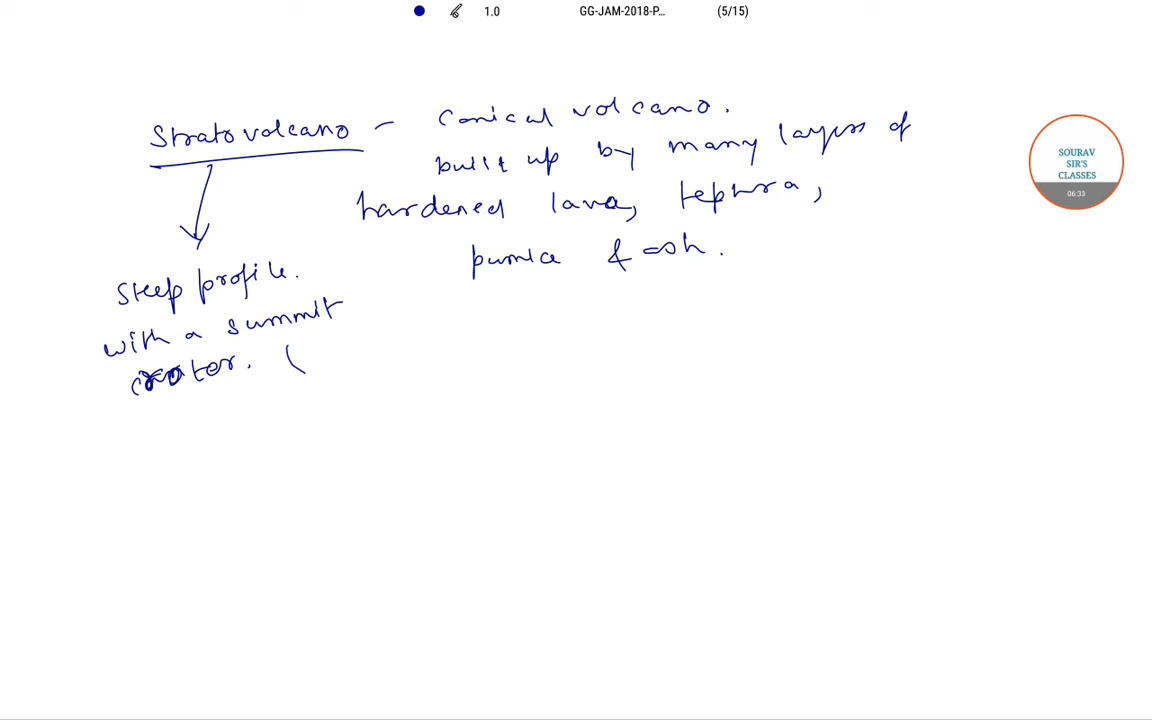 1.0 GG-JAM-2018-P... (5/15)
Stratovolcano - Conical volcano.
built up by many layers of
hardened lava, tephra,
pumice & ash.
Steep profile.
with a summit
crater. (
SOURAV
SIR'S
CLASSES
06:33